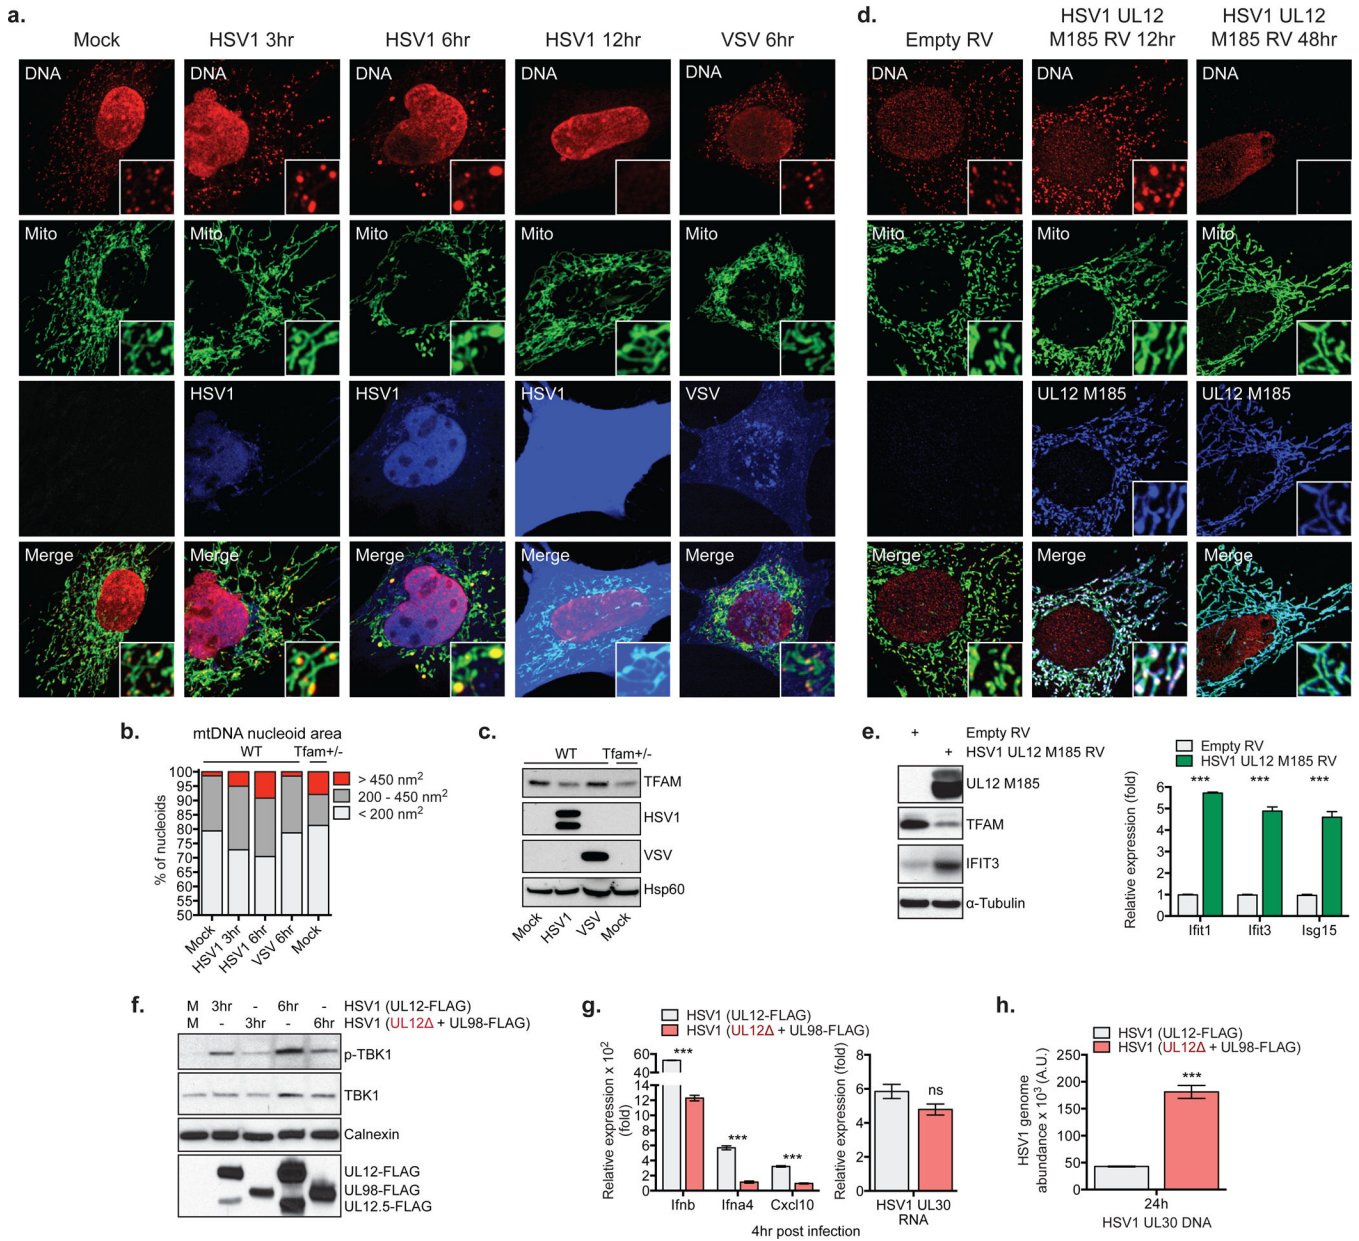 a.
Mock
HSV1 3hr
HSV1 6hr
HSV1 12hr
VSV 6hr
DNA
DNA
DNA
DNA
DNA
Mito
Mito
Mito
Mito
Mito
HSV1
HSV1
HSV1
VSV
Merge
Merge
Merge
Merge
Merge
d.
Empty RV
HSV1 UL12
M185 RV 12hr
HSV1 UL12
M185 RV 48hr
DNA
DNA
DNA
Mito
Mito
Mito
UL12 M185
UL12 M185
Merge
Merge
Merge
b.
mtDNA nucleoid area
WT
Tfam+/-
> 450 nm2
200 - 450 nm2
< 200 nm2
% of nucleoids
100
95
90
85
80
75
70
65
60
55
50
Mock
HSV1 3hr
HSV1 6hr
VSV 6hr
Mock
c.
WT
Tfam+/-
TFAM
HSV1
VSV
Hsp60
Mock
HSV1
VSV
Mock
e.
+ Empty RV
+ HSV1 UL12 M185 RV
UL12 M185
TFAM
IFIT3
α-Tubulin
Empty RV
HSV1 UL12 M185 RV
Relative expression (fold)
6
5
4
3
2
1
0
*** *** ***
Ifit1 Ifit3 Isg15
f.
M 3hr - 6hr - HSV1 (UL12-FLAG)
M - 3hr - 6hr HSV1 (UL12Δ + UL98-FLAG)
p-TBK1
TBK1
Calnexin
UL12-FLAG
UL98-FLAG
UL12.5-FLAG
g.
HSV1 (UL12-FLAG)
HSV1 (UL12Δ + UL98-FLAG)
Relative expression x 102
(fold)
60
40
20
14
12
10
8
6
4
2
0
***
***
***
Ifnb Ifna4 Cxcl10
Relative expression (fold)
8
6
4
2
0
ns
HSV1 UL30
RNA
4hr post infection
h.
HSV1 (UL12-FLAG)
HSV1 (UL12Δ + UL98-FLAG)
HSV1 genome
abundance x 103 (A.U.)
250
200
150
100
50
0
***
24h
HSV1 UL30 DNA